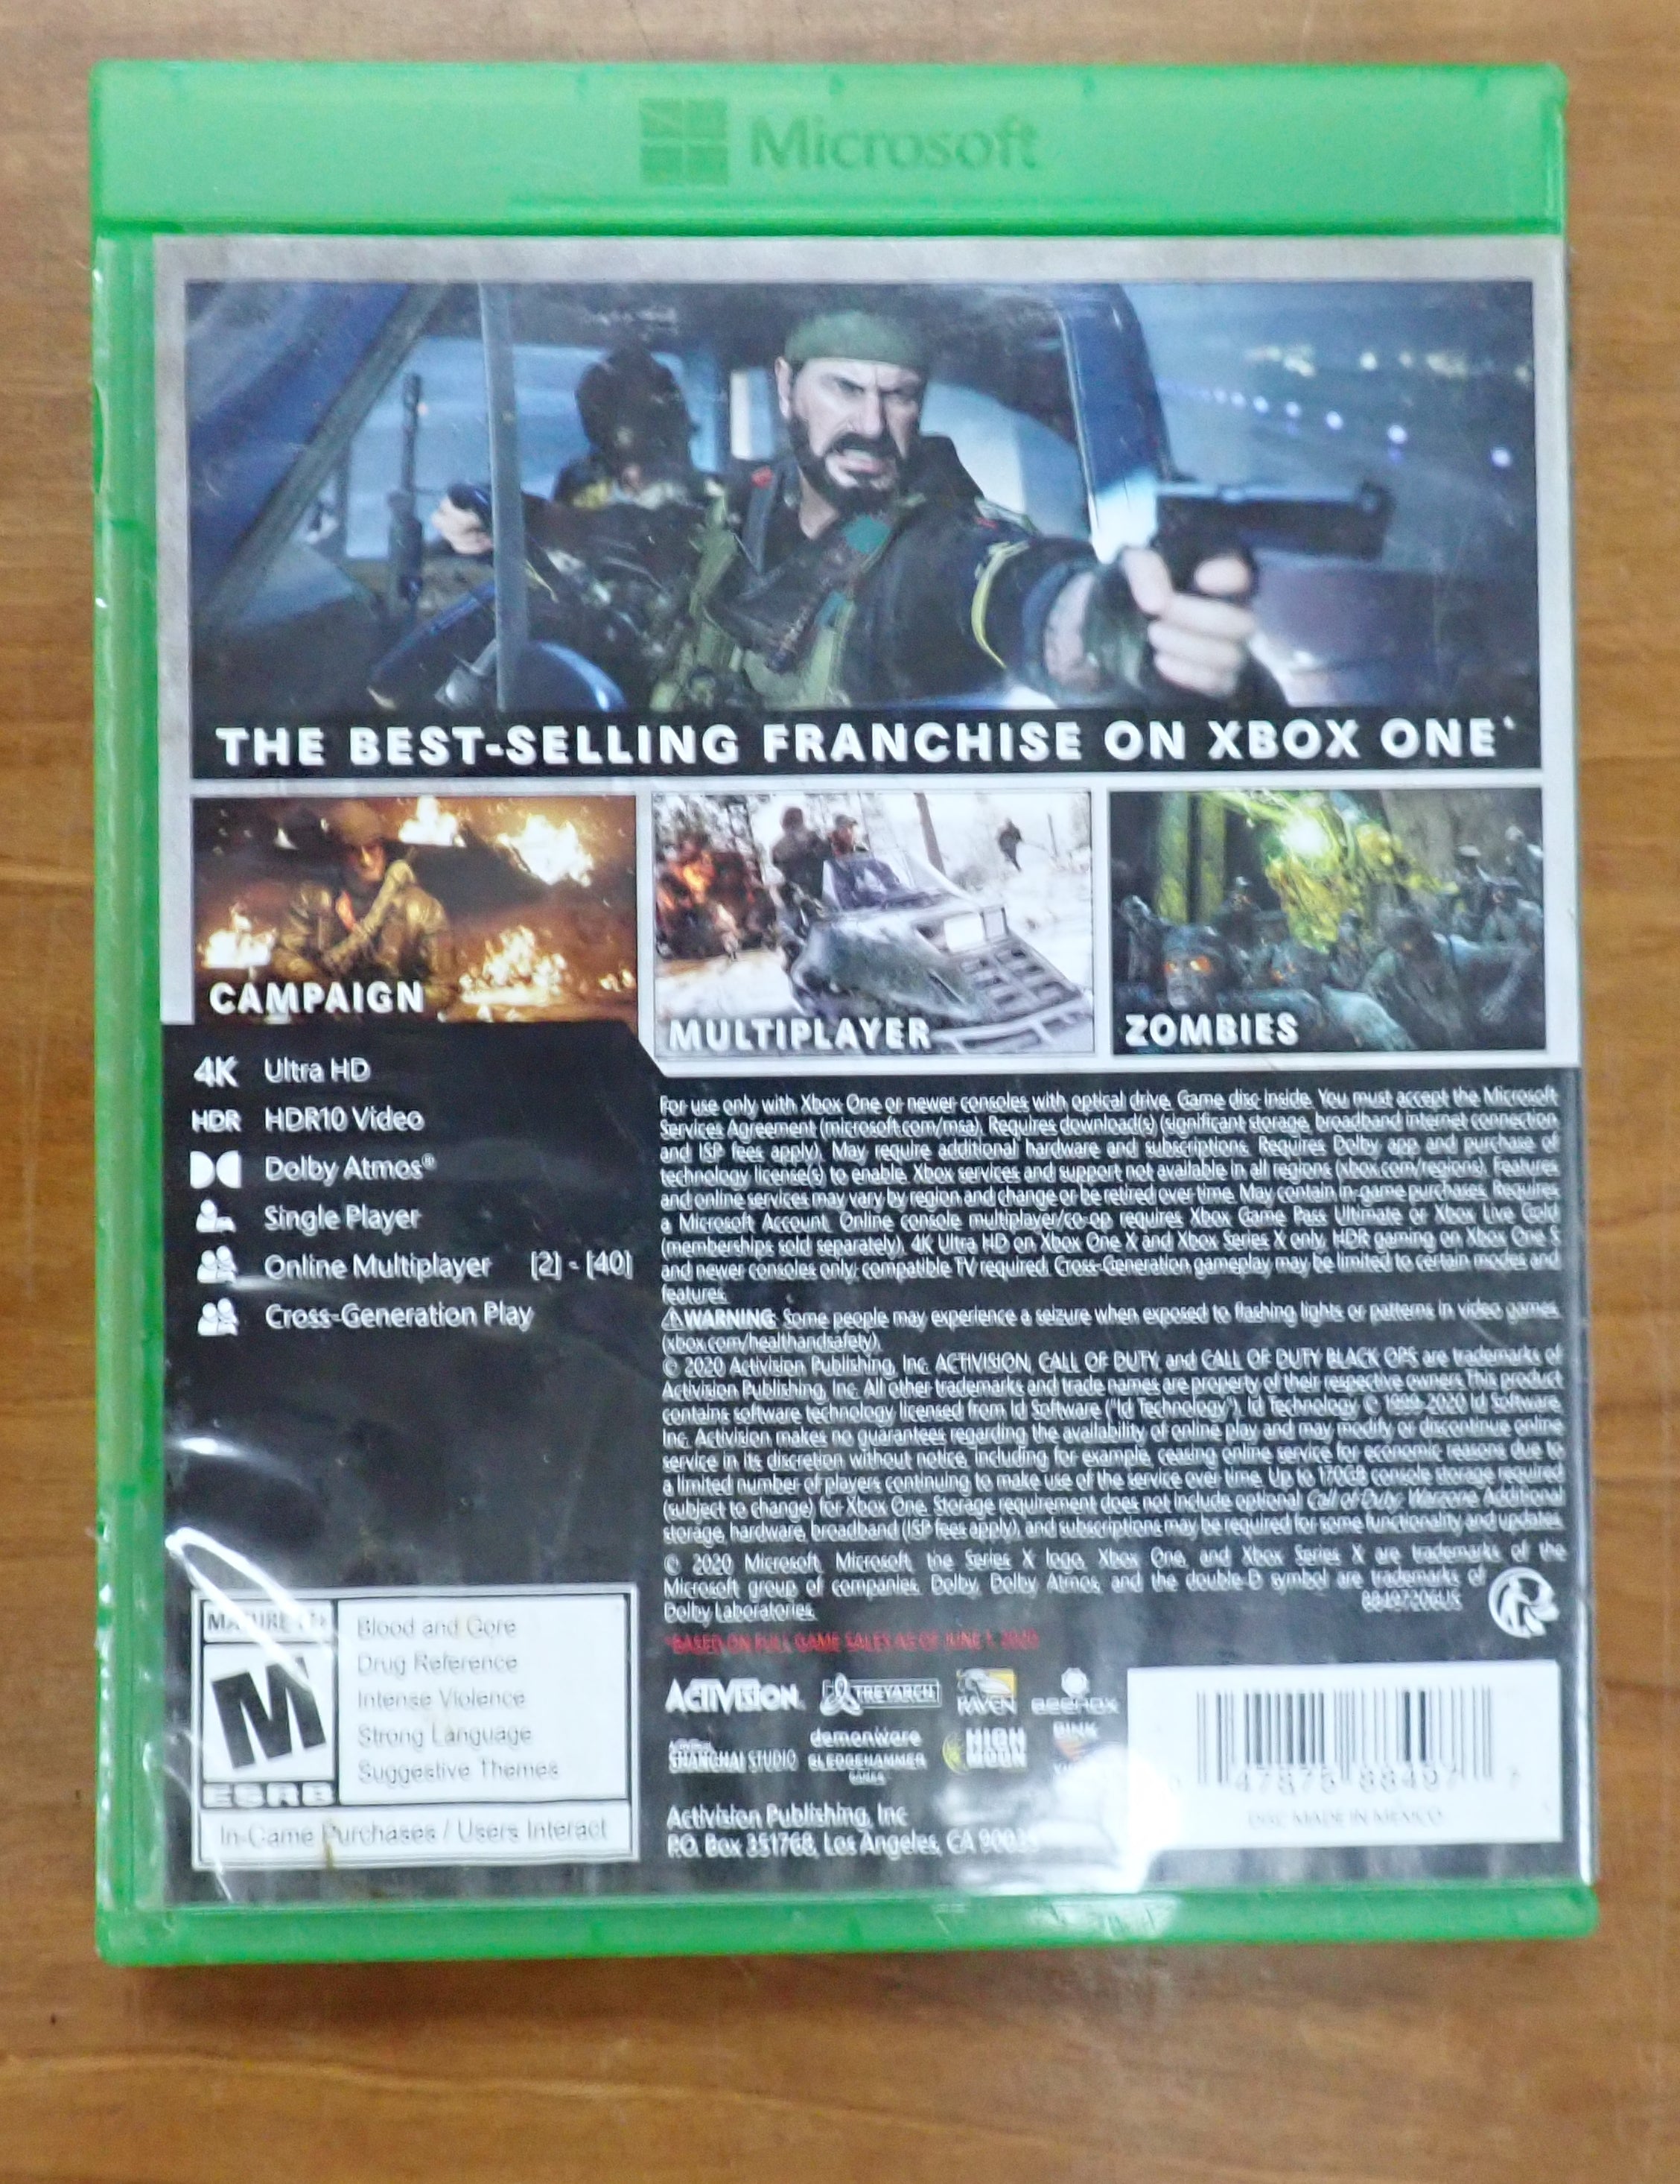 Microsoft
THE BEST-SELLING FRANCHISE ON XBOX ONE*
CAMPAIGN
MULTIPLAYER
ZOMBIES
4K Ultra HD
HDR HDR10 Video
Dolby Atmos®
Single Player
Online Multiplayer [2] - [40]
Cross-Generation Play
For use only with Xbox One or newer consoles with optical drive. Game disc inside. You must accept the Microsoft
Services Agreement (microsoft.com/msa). Requires download(s) (significant storage, broadband internet connection
and ISP fees apply). May require additional hardware and subscriptions. Requires Dolby app and purchase of
technology license(s) to enable. Xbox services and support not available in all regions (xbox.com/regions). Features
and online services may vary by region and change or be retired over time. May contain in-game purchases. Requires
a Microsoft Account. Online console multiplayer/co-op requires Xbox Game Pass Ultimate or Xbox Live Gold
(memberships sold separately). 4K Ultra HD on Xbox One X and Xbox Series X only, HDR gaming on Xbox One S
and newer consoles only; compatible TV required. Cross-Generation gameplay may be limited to certain modes and
features.
⚠WARNING: Some people may experience a seizure when exposed to flashing lights or patterns in video games
(xbox.com/healthandsafety).
© 2020 Activision Publishing, Inc. ACTIVISION, CALL OF DUTY, and CALL OF DUTY BLACK OPS are trademarks of
Activision Publishing, Inc. All other trademarks and trade names are property of their respective owners.This product
contains software technology licensed from Id Software ("Id Technology"). Id Technology © 1999-2020 Id Software,
Inc. Activision makes no guarantees regarding the availability of online play and may modify or discontinue online
service in its discretion without notice, including for example, ceasing online service for economic reasons due to
a limited number of players continuing to make use of the service over time. Up to 170GB console storage required
(subject to change) for Xbox One. Storage requirement does not include optional Call of Duty: Warzone. Additional
storage, hardware, broadband (ISP fees apply), and subscriptions may be required for some functionality and updates.
© 2020 Microsoft. Microsoft, the Series X logo, Xbox One, and Xbox Series X are trademarks of the
Microsoft group of companies. Dolby, Dolby Atmos, and the double-D symbol are trademarks of
Dolby Laboratories.
88497206US
*BASED ON FULL GAME SALES AS OF JUNE 1, 2020
MATURE 17+
M
ESRB
Blood and Gore
Drug Reference
Intense Violence
Strong Language
Suggestive Themes
In-Game Purchases / Users Interact
ACTIVISION TREYARCH RAVEN BEENOX
SHANGHAI STUDIO demonware SLEDGEHAMMER GAMES HIGH MOON
Activision Publishing, Inc
P.O. Box 351768, Los Angeles, CA
47875 88497
DISC MADE IN MEXICO